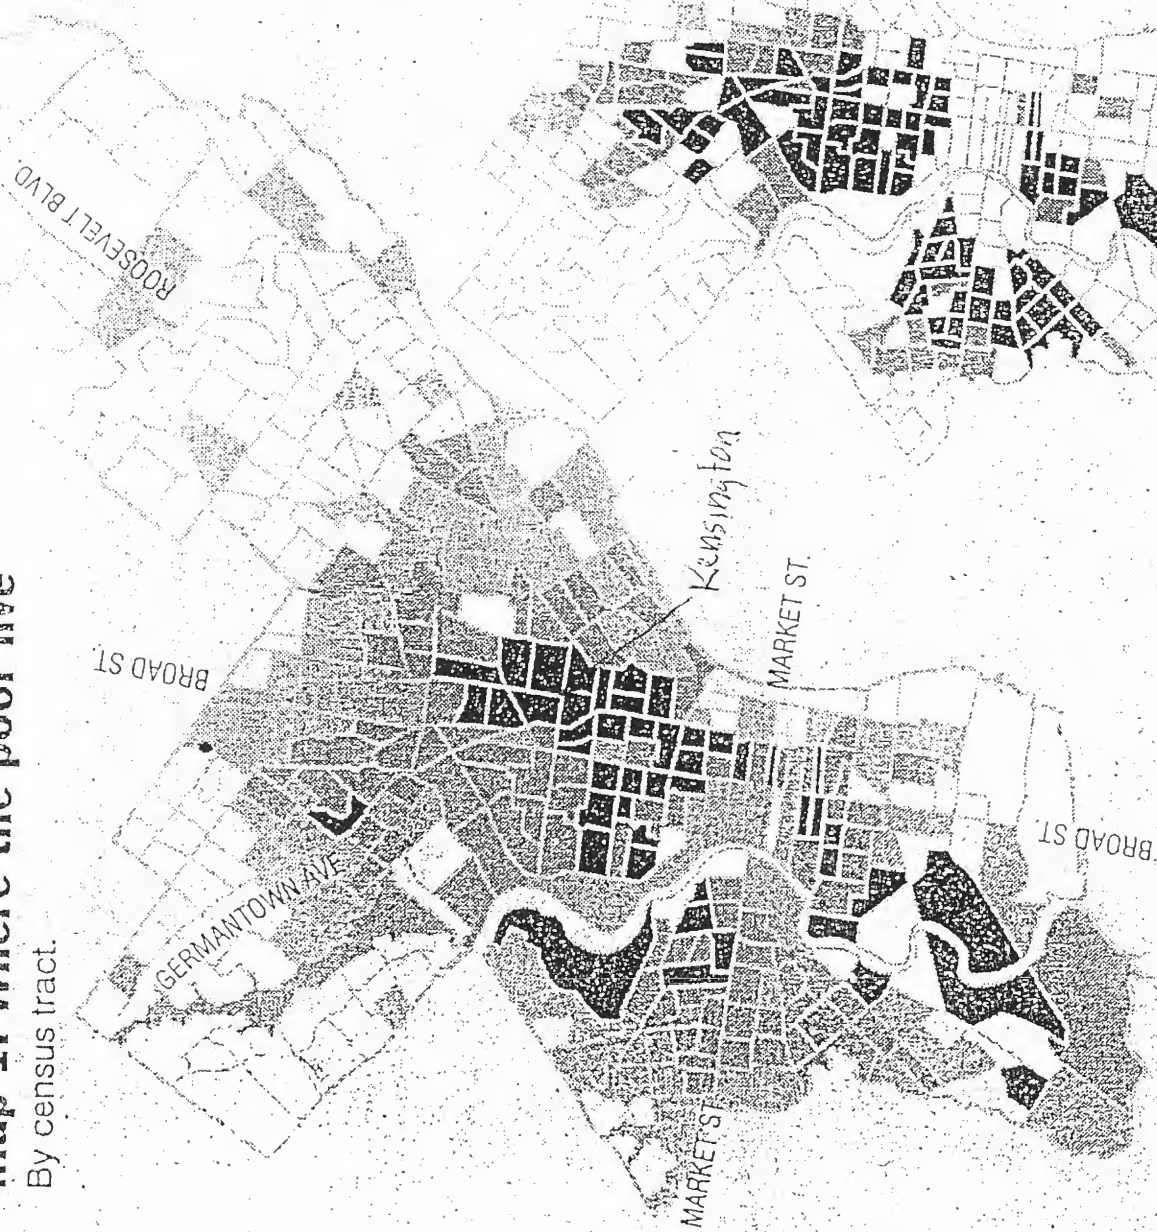 Map 1: Where the poor live
By census tract.
ROOSEVELT BLVD.
BROAD ST.
GERMANTOWN AVE.
Kensington
MARKET ST.
BROAD ST.
MARKET ST.